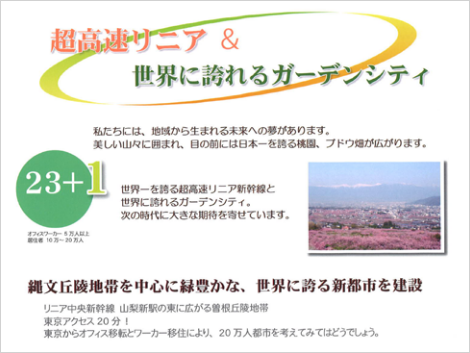 超高速リニア &
世界に誇れるガーデンシティ
私たちには、地域から生まれる未来への夢があります。
美しい山々に囲まれ、目の前には日本一を誇る桃園、ブドウ畑が広がります。
23+1
オフィスワーカー 5万人以上
居住者 10万～20万人
世界一を誇る超高速リニア新幹線と
世界に誇れるガーデンシティ。
次の時代に大きな期待を寄せています。
縄文丘陵地帯を中心に緑豊かな、世界に誇る新都市を建設
リニア中央新幹線 山梨新駅の東に広がる曽根丘陵地帯
東京アクセス20分！
東京からオフィス移転とワーカー移住により、20万人都市を考えてみてはどうでしょう。